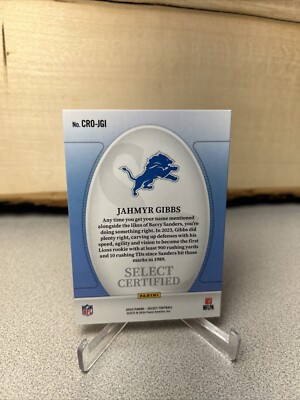 No. CRO-JGI
JAHMYR GIBBS
Any time you get your name mentioned
alongside the likes of Barry Sanders, you're
doing something right. In 2023, Gibbs did
plenty right, carving up defenses with his
speed, agility and vision to become the first
Lions rookie with at least 900 rushing yards
and 10 rushing TDs since Sanders hit those
marks in 1989.
SELECT
CERTIFIED
PANINI
NFL
NFLPA